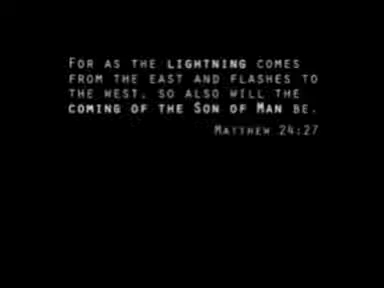 For as the lightning comes
from the east and flashes to
the west, so also will the
coming of the Son of Man be.
Matthew 24:27